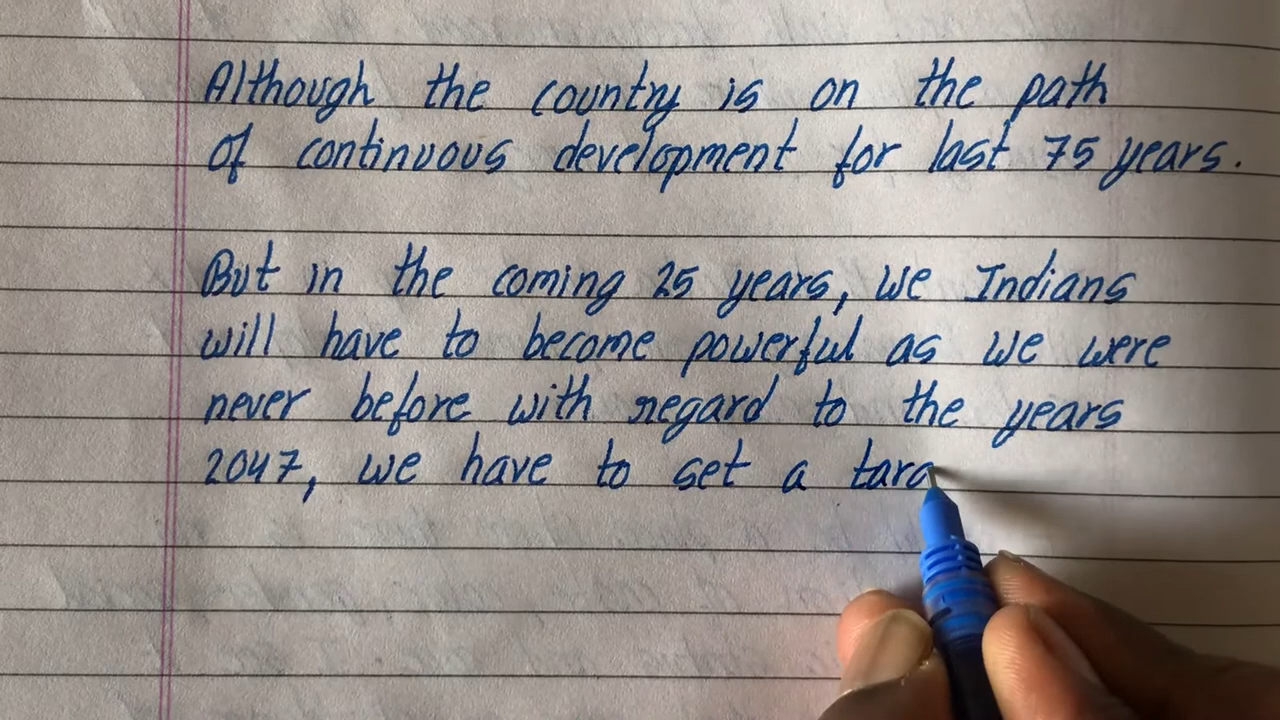 Although the country is on the path
of continuous development for last 75 years.
But in the coming 25 years, we Indians
will have to become powerful as we were
never before with regard to the years
2047, we have to set a